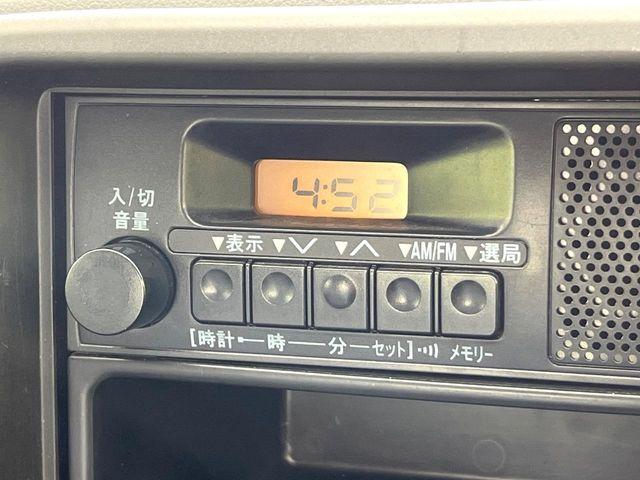 4:52
入/切
音量
▼表示 ▼﹀ ▼︿ ▼AM/FM ▼選局
[時計 時 分 セット] メモリー